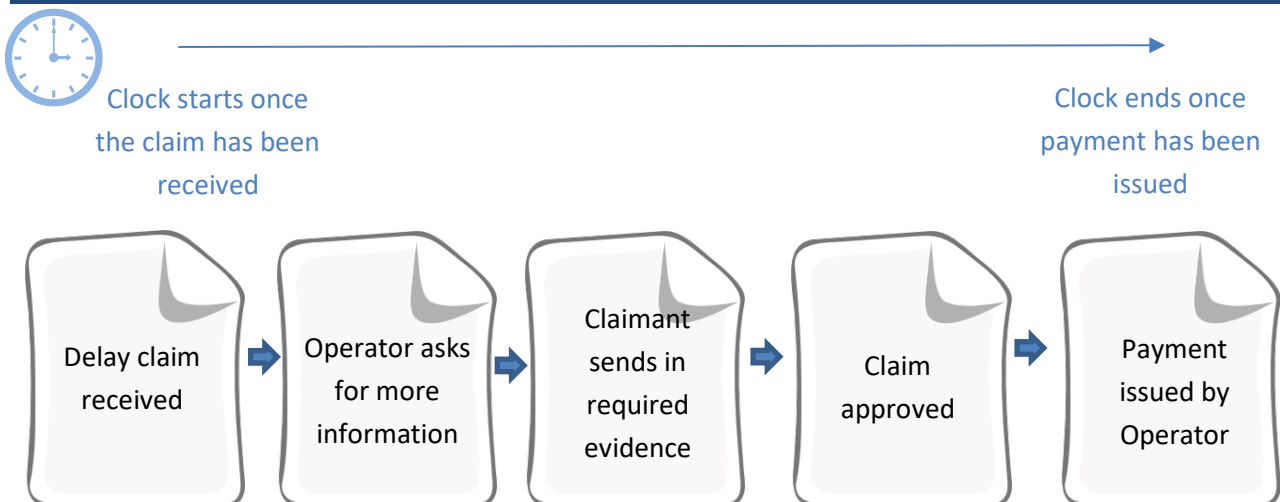 Clock starts once
the claim has been
received
Clock ends once
payment has been
issued
Delay claim
received
Operator asks
for more
information
Claimant
sends in
required
evidence
Claim
approved
Payment
issued by
Operator